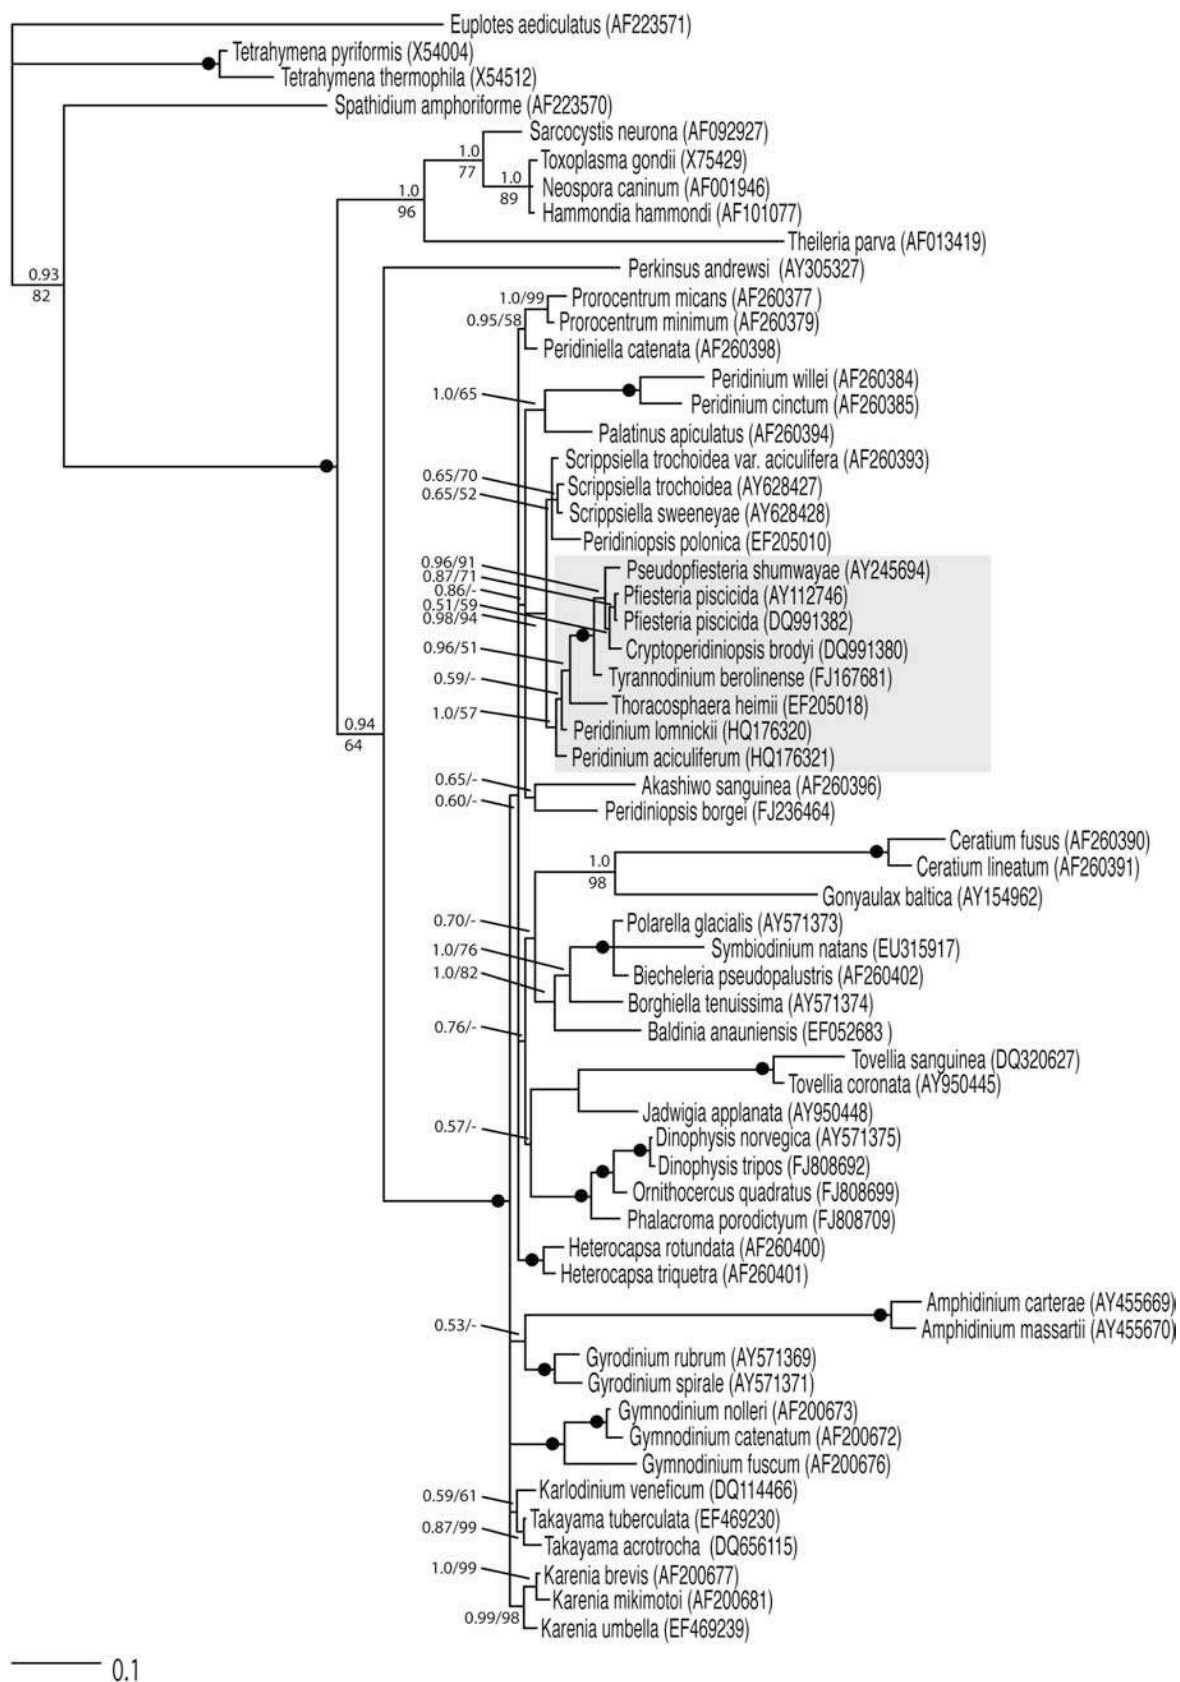 Euplotes aediculatus (AF223571)
Tetrahymena pyriformis (X54004)
Tetrahymena thermophila (X54512)
Spathidium amphoriforme (AF223570)
Sarcocystis neurona (AF092927)
1.0
77
Toxoplasma gondii (X75429)
1.0
89
Neospora caninum (AF001946)
1.0
96
Hammondia hammondi (AF101077)
Theileria parva (AF013419)
0.93
82
Perkinsus andrewsi (AY305327)
1.0/99
Prorocentrum micans (AF260377 )
0.95/58
Prorocentrum minimum (AF260379)
Peridiniella catenata (AF260398)
Peridinium willei (AF260384)
1.0/65
Peridinium cinctum (AF260385)
Palatinus apiculatus (AF260394)
Scrippsiella trochoidea var. aciculifera (AF260393)
0.65/70
Scrippsiella trochoidea (AY628427)
0.65/52
Scrippsiella sweeneyae (AY628428)
Peridiniopsis polonica (EF205010)
0.96/91
Pseudopfiesteria shumwayae (AY245694)
0.87/71
0.86/-
Pfiesteria piscicida (AY112746)
0.51/59
0.98/94
Pfiesteria piscicida (DQ991382)
0.96/51
Cryptoperidiniopsis brodyi (DQ991380)
0.59/-
Tyrannodinium berolinense (FJ167681)
Thoracosphaera heimii (EF205018)
1.0/57
Peridinium lomnickii (HQ176320)
0.94
64
Peridinium aciculiferum (HQ176321)
0.65/-
Akashiwo sanguinea (AF260396)
0.60/-
Peridiniopsis borgei (FJ236464)
Ceratium fusus (AF260390)
1.0
98
Ceratium lineatum (AF260391)
Gonyaulax baltica (AY154962)
0.70/-
Polarella glacialis (AY571373)
1.0/76
Symbiodinium natans (EU315917)
1.0/82
Biecheleria pseudopalustris (AF260402)
Borghiella tenuissima (AY571374)
0.76/-
Baldinia anauniensis (EF052683 )
Tovellia sanguinea (DQ320627)
Tovellia coronata (AY950445)
Jadwigia applanata (AY950448)
0.57/-
Dinophysis norvegica (AY571375)
Dinophysis tripos (FJ808692)
Ornithocercus quadratus (FJ808699)
Phalacroma porodictyum (FJ808709)
Heterocapsa rotundata (AF260400)
Heterocapsa triquetra (AF260401)
Amphidinium carterae (AY455669)
0.53/-
Amphidinium massartii (AY455670)
Gyrodinium rubrum (AY571369)
Gyrodinium spirale (AY571371)
Gymnodinium nolleri (AF200673)
Gymnodinium catenatum (AF200672)
Gymnodinium fuscum (AF200676)
0.59/61
Karlodinium veneficum (DQ114466)
Takayama tuberculata (EF469230)
0.87/99
Takayama acrotrocha (DQ656115)
1.0/99
Karenia brevis (AF200677)
Karenia mikimotoi (AF200681)
0.99/98
Karenia umbella (EF469239)
0.1